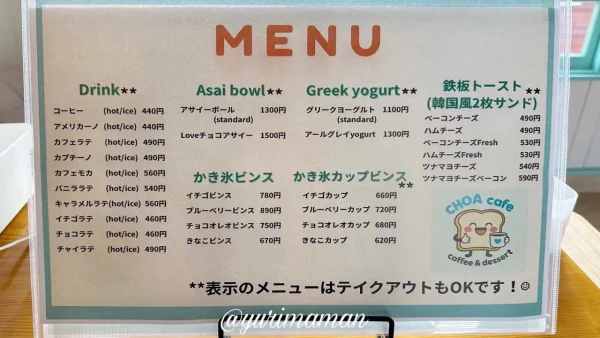 MENU
Drink**
コーヒー (hot/ice) 440円
アメリカーノ (hot/ice) 440円
カフェラテ (hot/ice) 490円
カプチーノ (hot/ice) 490円
カフェモカ (hot/ice) 560円
バニララテ (hot/ice) 540円
キャラメルラテ(hot/ice) 560円
イチゴラテ (hot/ice) 460円
チョコラテ (hot/ice) 460円
チャイラテ (hot/ice) 490円
Asai bowl**
アサイーボール 1300円
(standard)
Loveチョコアサイー 1500円
かき氷ビンス
イチゴビンス 780円
ブルーベリービンス 890円
チョコオレオビンス 750円
きなこビンス 670円
Greek yogurt**
グリークヨーグルト 1100円
(standard)
アールグレイyogurt 1300円
かき氷カップビンス**
イチゴカップ 660円
ブルーベリーカップ 720円
チョコオレオカップ 680円
きなこカップ 620円
鉄板トースト**
(韓国風2枚サンド)
ベーコンチーズ 490円
ハムチーズ 490円
ベーコンチーズFresh 530円
ハムチーズFresh 530円
ツナマヨチーズ 540円
ツナマヨチーズベーコン 590円
CHOA cafe
coffee & dessert
**表示のメニューはテイクアウトもOKです！☺
@yurimaman